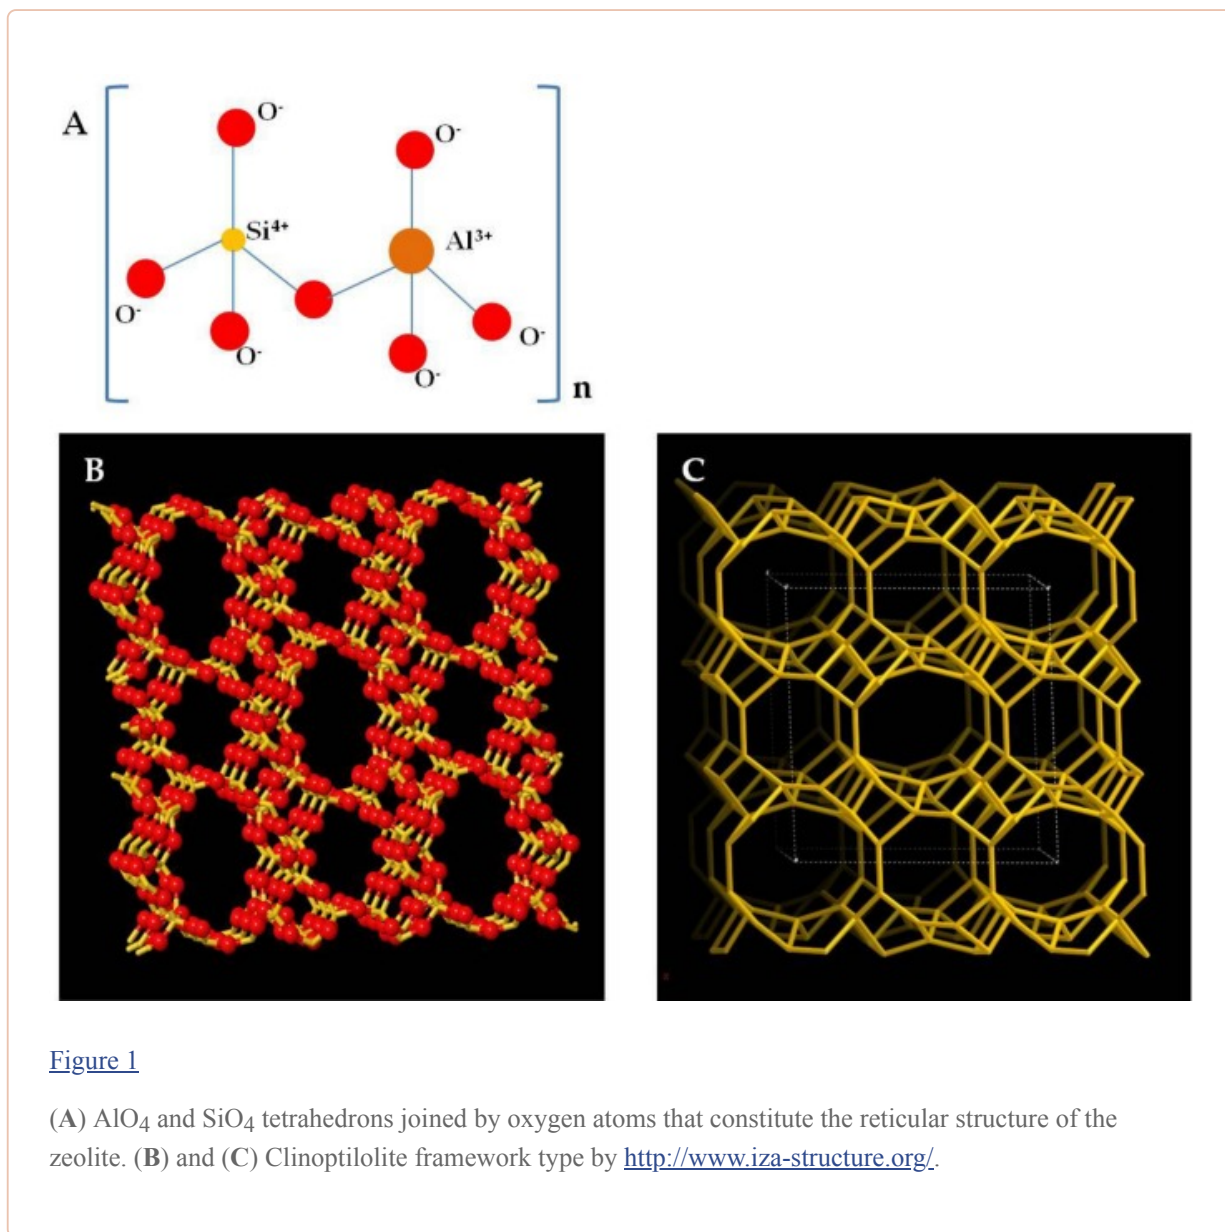 A
O⁻
O⁻
Si⁴⁺
Al³⁺
O⁻
O⁻
O⁻
O⁻
n
B
C
Figure 1
(A) AlO₄ and SiO₄ tetrahedrons joined by oxygen atoms that constitute the reticular structure of the
zeolite. (B) and (C) Clinoptilolite framework type by http://www.iza-structure.org/.